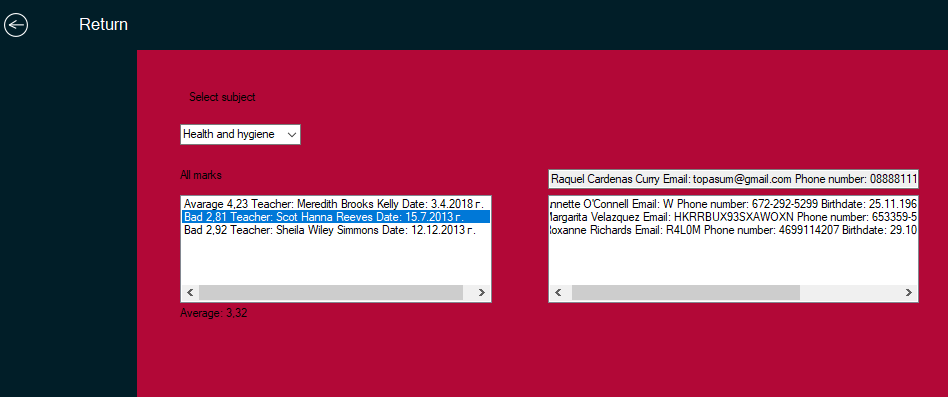 Return
Select subject
Health and hygiene
All marks
Avarage 4,23 Teacher: Meredith Brooks Kelly Date: 3.4.2018 г.
Bad 2,81 Teacher: Scot Hanna Reeves Date: 15.7.2013 г.
Bad 2,92 Teacher: Sheila Wiley Simmons Date: 12.12.2013 г.
Average: 3,32
Raquel Cardenas Curry Email: topasum@gmail.com Phone number: 08888111
nnette O'Connell Email: W Phone number: 672-292-5299 Birthdate: 25.11.196
Margarita Velazquez Email: HKRRBUX93SXAWOXN Phone number: 653359-5
oxanne Richards Email: R4L0M Phone number: 4699114207 Birthdate: 29.10